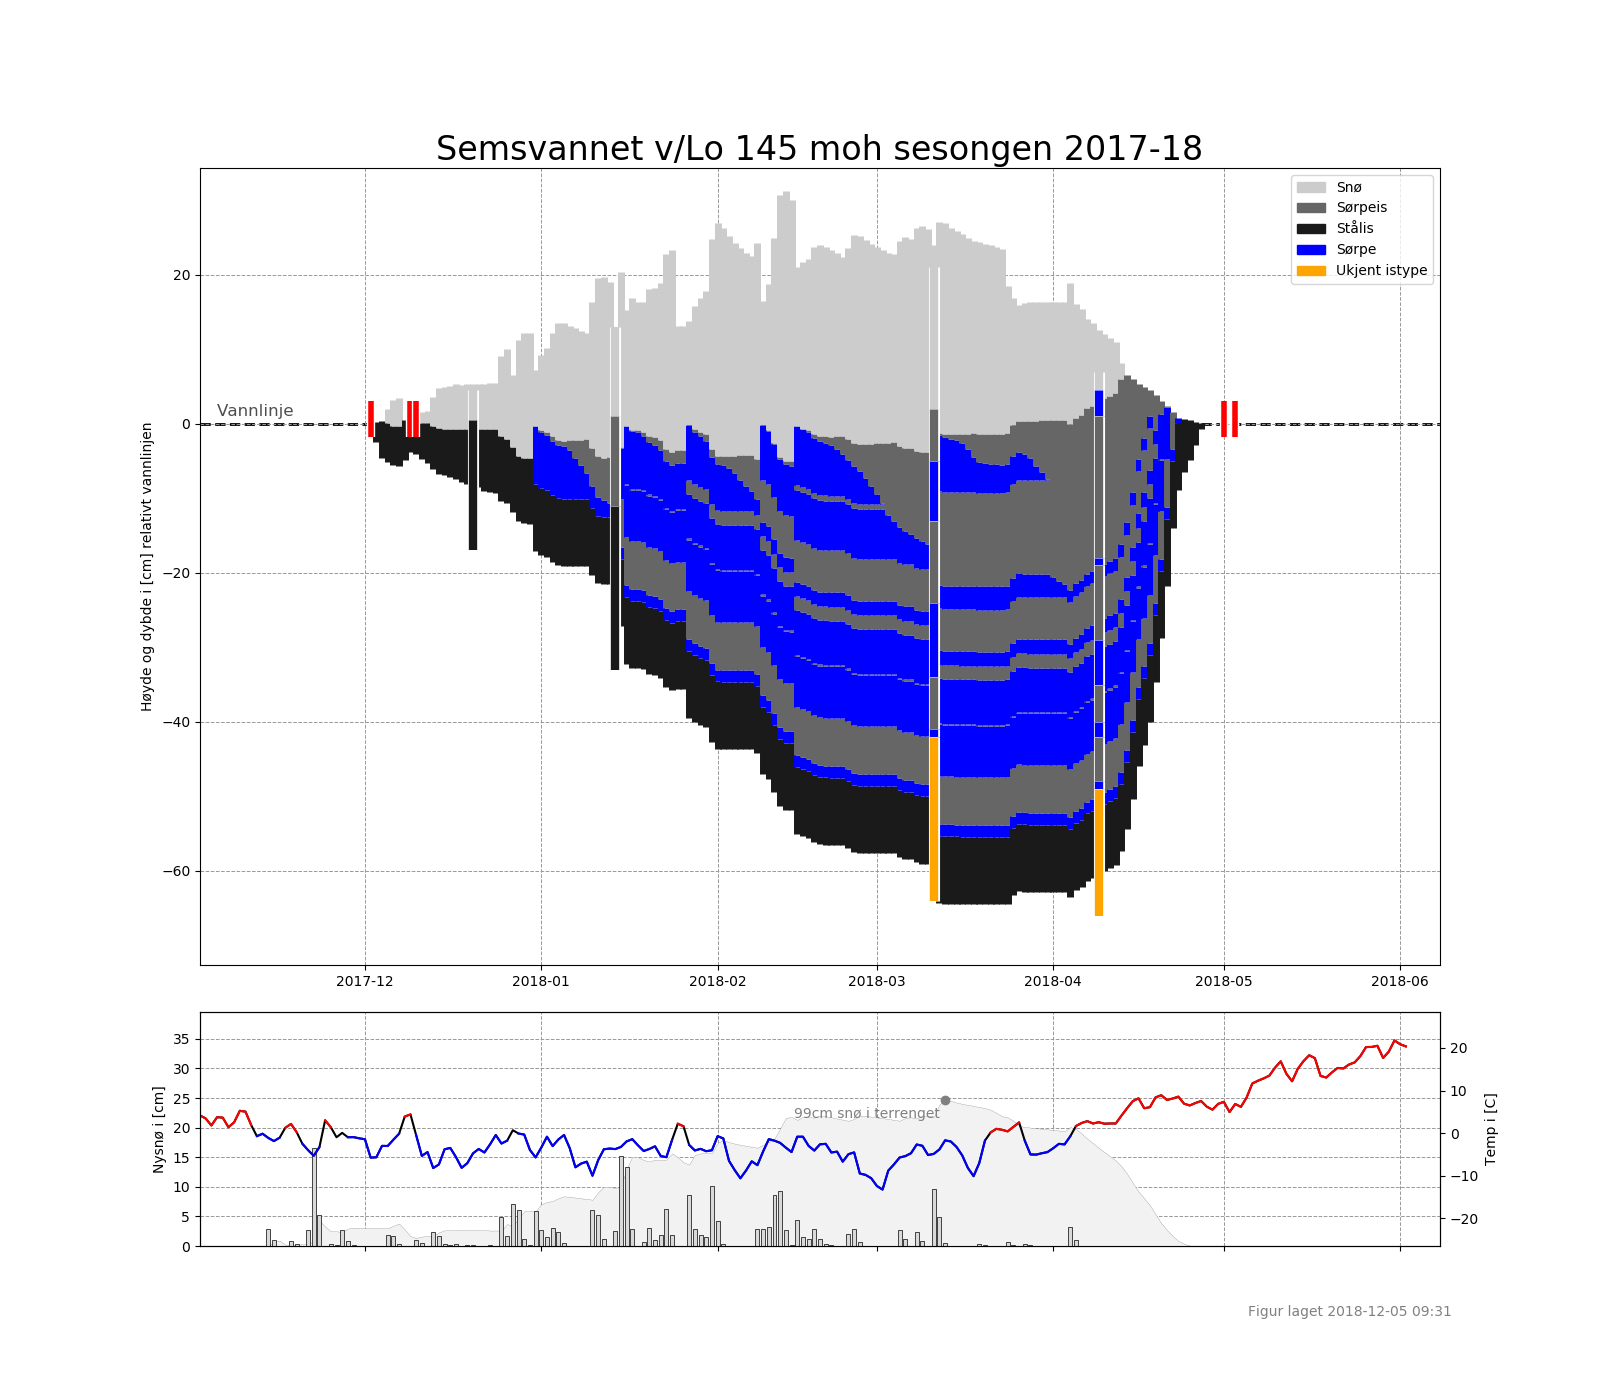 Semsvannet v/Lo 145 moh sesongen 2017-18
Snø
Sørpeis
Stålis
Sørpe
Ukjent istype
Høyde og dybde i [cm] relativt vannlinjen
20
0
−20
−40
−60
Vannlinje
2017-12 2018-01 2018-02 2018-03 2018-04 2018-05 2018-06
Nysnø i [cm]
35
30
25
20
15
10
5
0
99cm snø i terrenget
20
10
0
−10
−20
Temp i [C]
Figur laget 2018-12-05 09:31